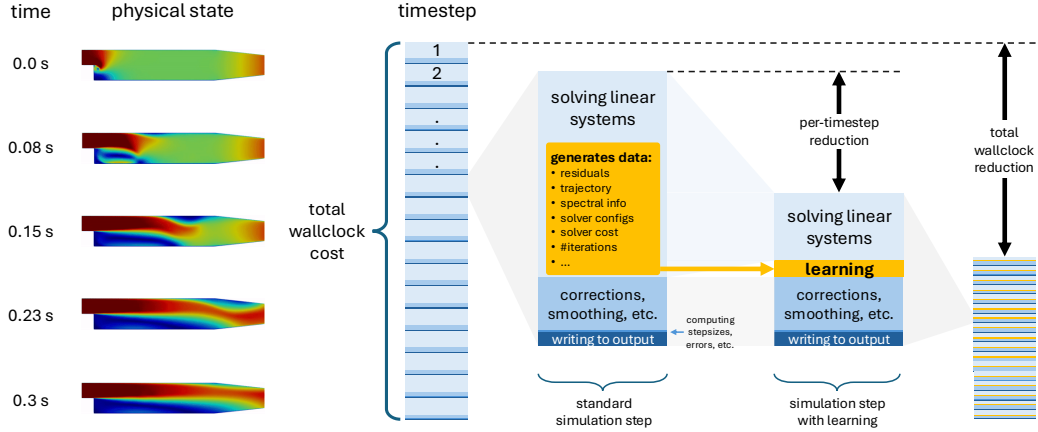 time
physical state
timestep
0.0 s
0.08 s
0.15 s
0.23 s
0.3 s
total
wallclock
cost
1
2
.
.
.
solving linear
systems
generates data:
• residuals
• trajectory
• spectral info
• solver configs
• solver cost
• #iterations
• ...
corrections,
smoothing, etc.
writing to output
computing
stepsizes,
errors, etc.
standard
simulation step
per-timestep
reduction
solving linear
systems
learning
corrections,
smoothing, etc.
writing to output
simulation step
with learning
total
wallclock
reduction